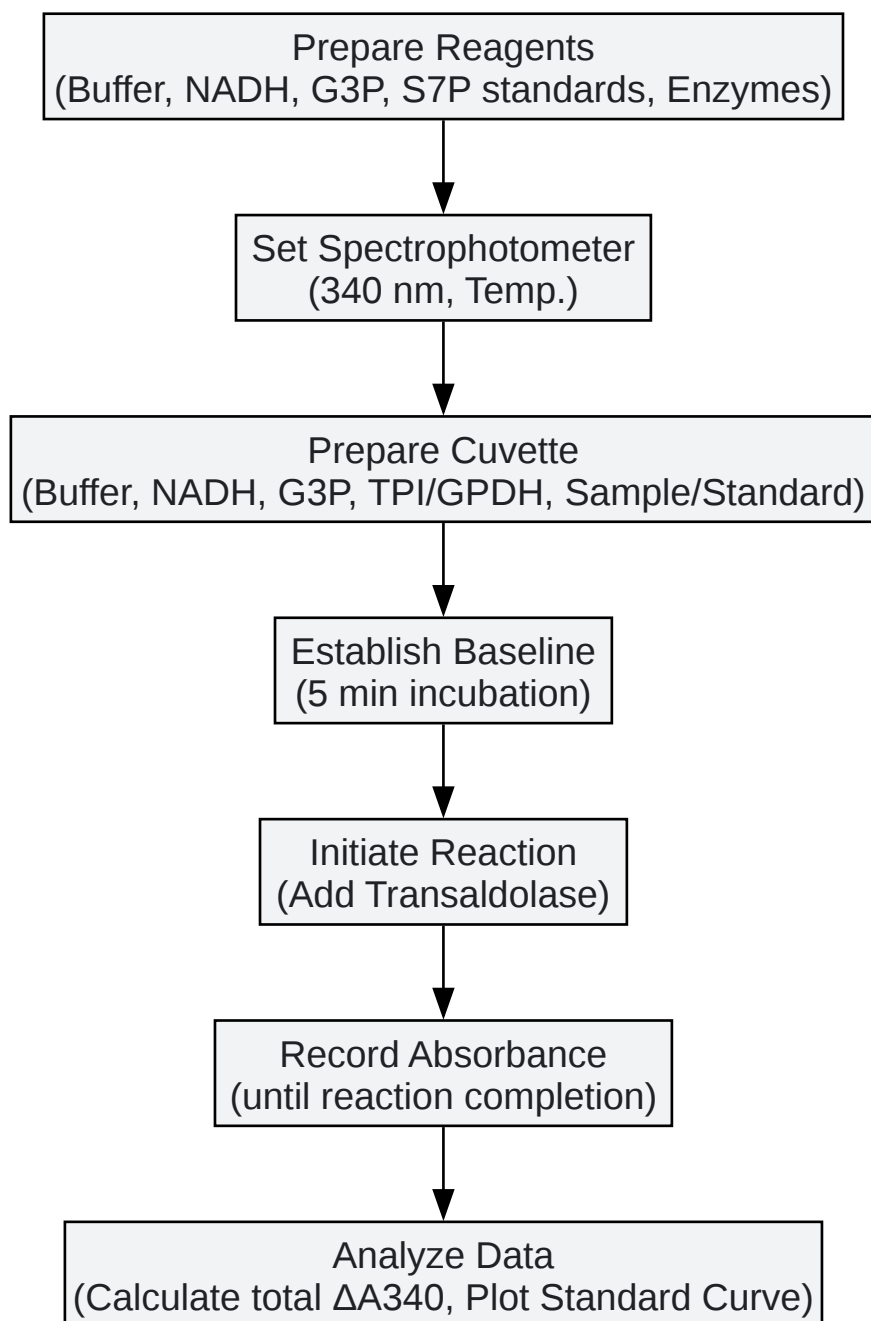 Prepare Reagents
(Buffer, NADH, G3P, S7P standards, Enzymes)
Set Spectrophotometer
(340 nm, Temp.)
Prepare Cuvette
(Buffer, NADH, G3P, TPI/GPDH, Sample/Standard)
Establish Baseline
(5 min incubation)
Initiate Reaction
(Add Transaldolase)
Record Absorbance
(until reaction completion)
Analyze Data
(Calculate total ΔA340, Plot Standard Curve)